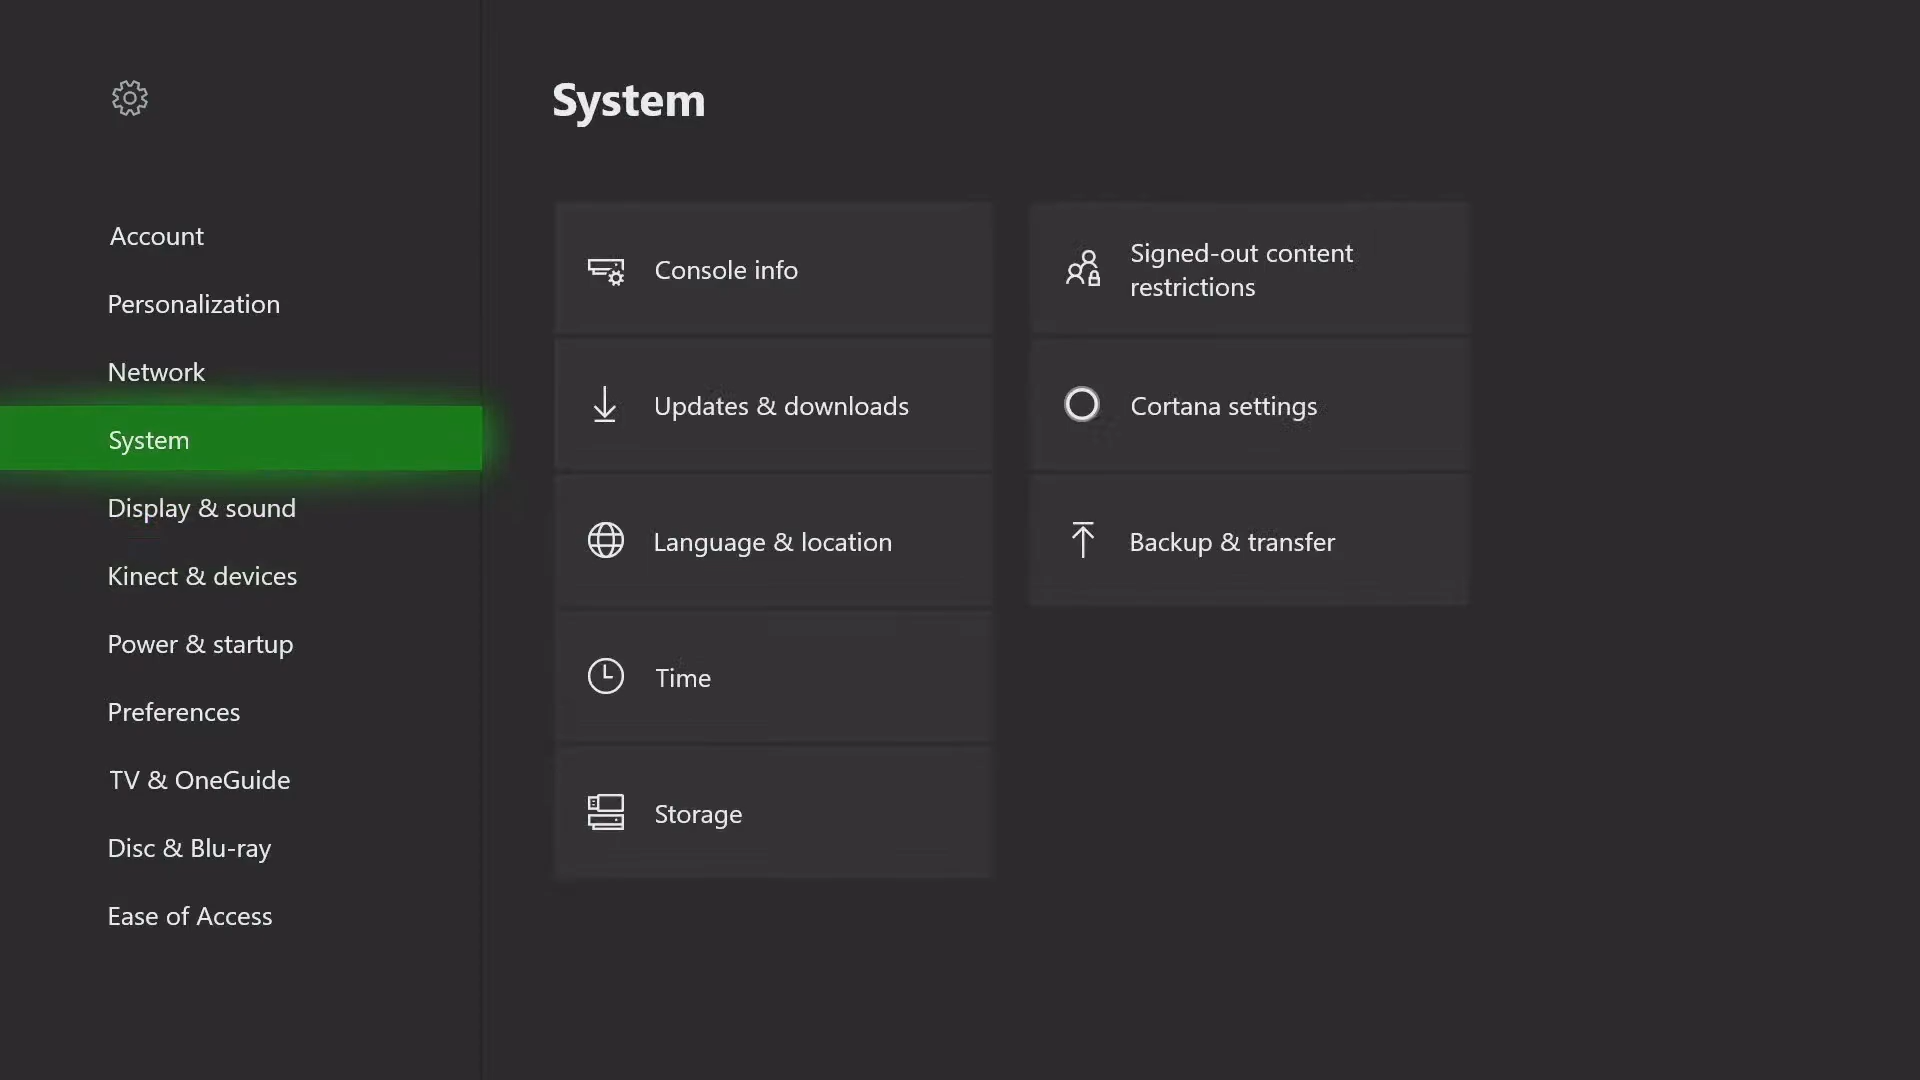 System
Account
Personalization
Network
System
Display & sound
Kinect & devices
Power & startup
Preferences
TV & OneGuide
Disc & Blu-ray
Ease of Access
Console info
Updates & downloads
Language & location
Time
Storage
Signed-out content
restrictions
Cortana settings
Backup & transfer